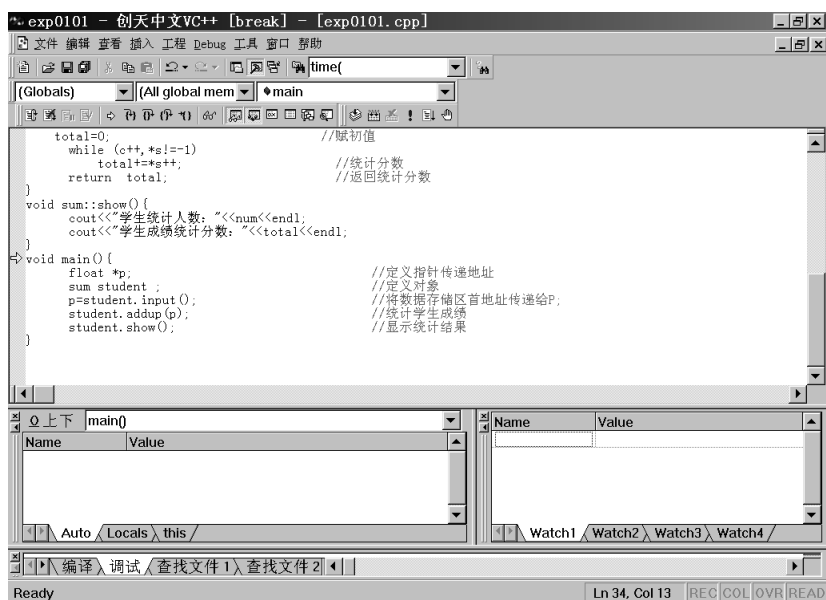 exp0101 - 创天中文VC++ [break] - [exp0101.cpp]
文件 编辑 查看 插入 工程 Debug 工具 窗口 帮助
time(
(Globals) (All global mem main
total=0; //赋初值
while (c++,*s!=-1)
total+=*s++; //统计分数
return total; //返回统计分数
}
void sum::show(){
cout<<"学生统计人数: "<<num<<endl;
cout<<"学生成绩统计分数: "<<total<<endl;
}
void main(){
float *p; //定义指针传递地址
sum student ; //定义对象
p=student.input(); //将数据存储区首地址传递给P;
student.addup(p); //统计学生成绩
student.show(); //显示统计结果
}
上下 main()
Name Value
Auto Locals this
Name Value
Watch1 Watch2 Watch3 Watch4
编译 调试 查找文件 1 查找文件 2
Ready Ln 34, Col 13 REC COL OVR READ